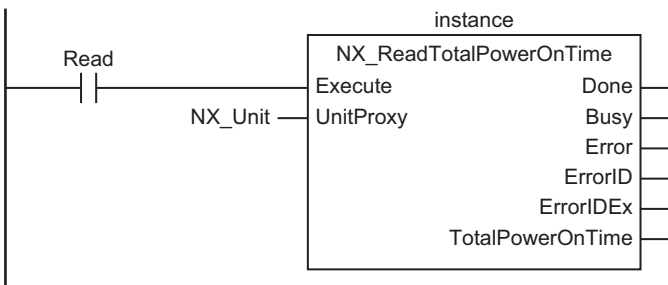 instance
NX_ReadTotalPowerOnTime
Read
Execute Done
NX_Unit UnitProxy Busy
Error
ErrorID
ErrorIDEx
TotalPowerOnTime